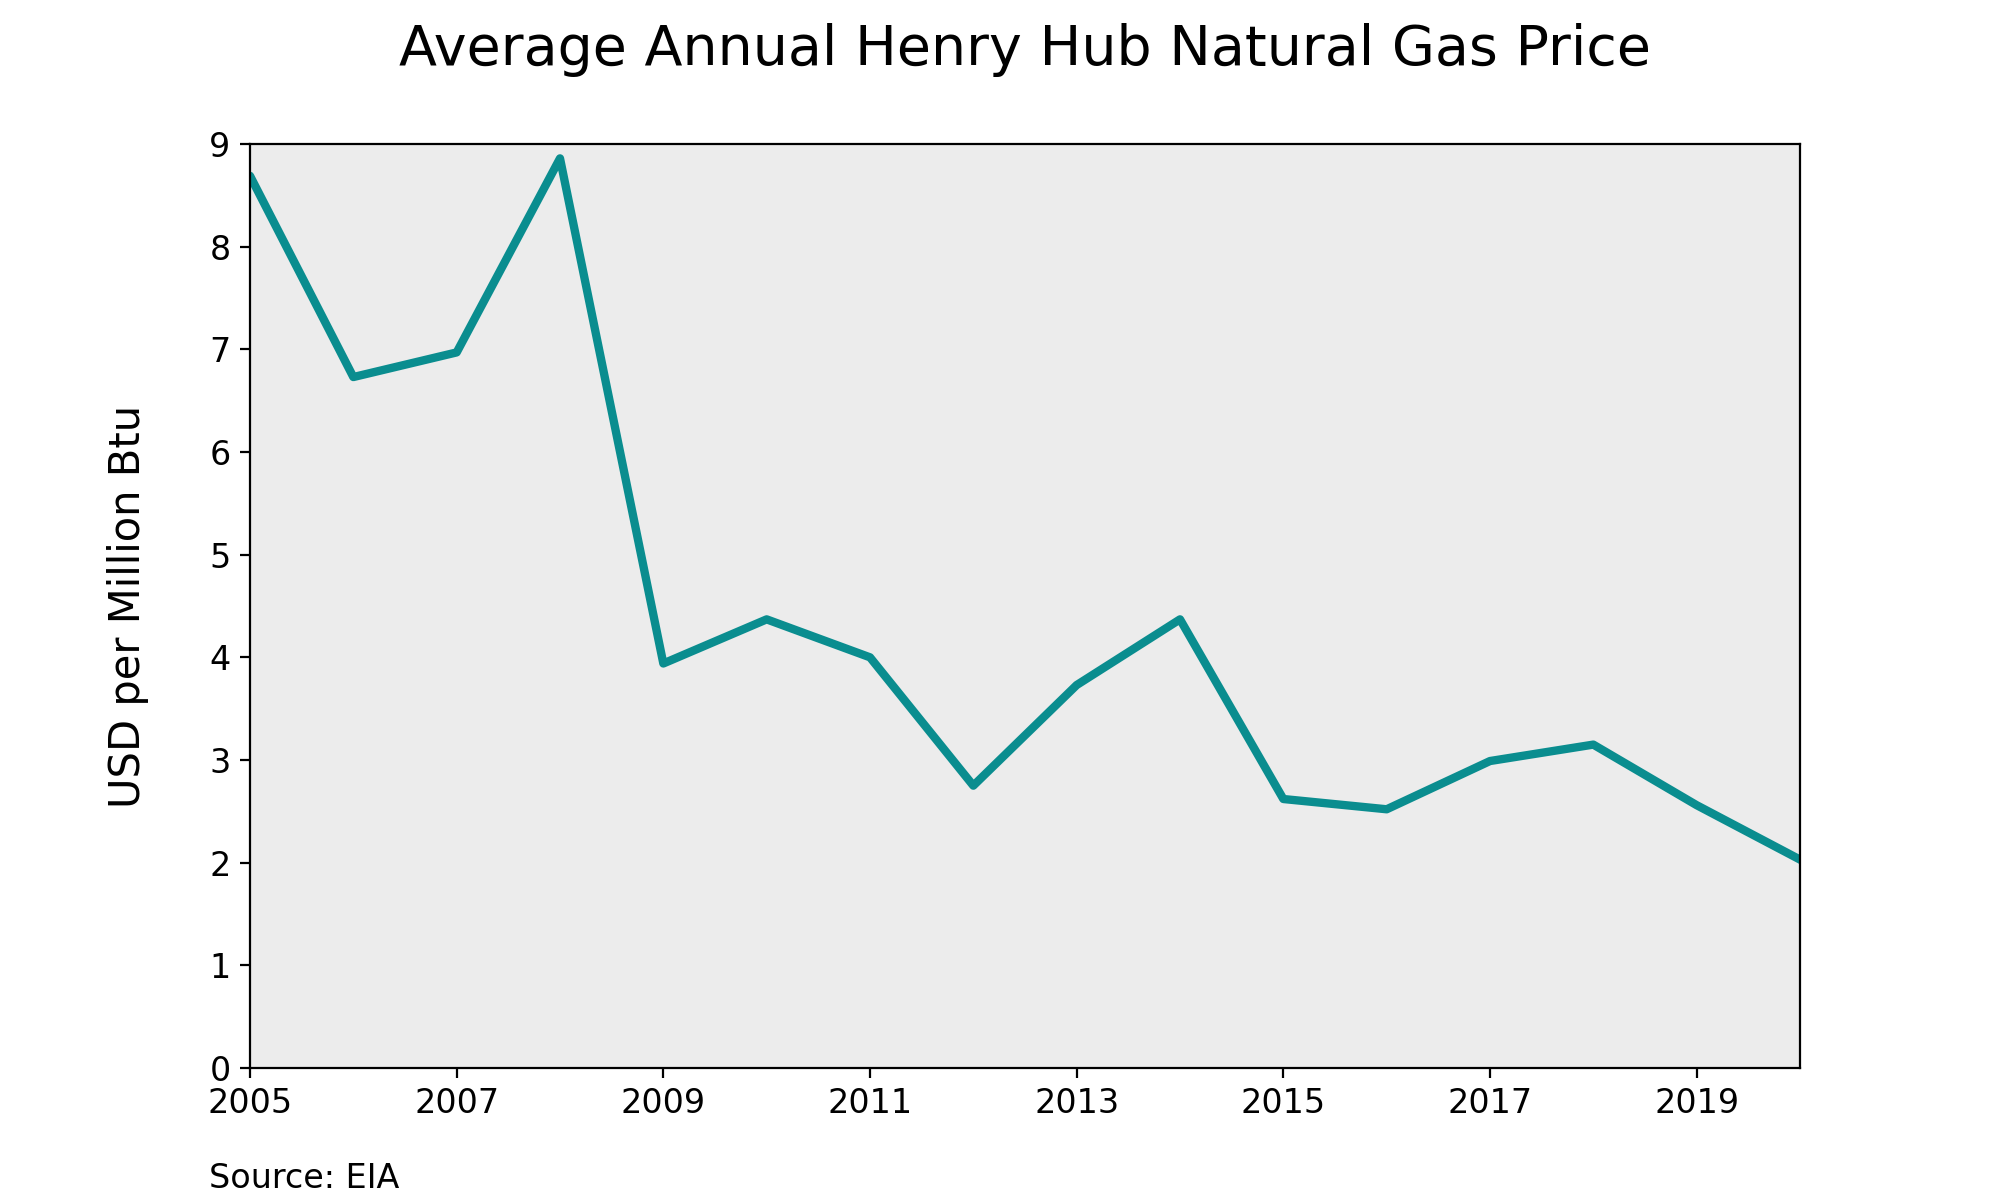 Average Annual Henry Hub Natural Gas Price
USD per Million Btu
9
8
7
6
5
4
3
2
1
0
2005 2007 2009 2011 2013 2015 2017 2019
Source: EIA